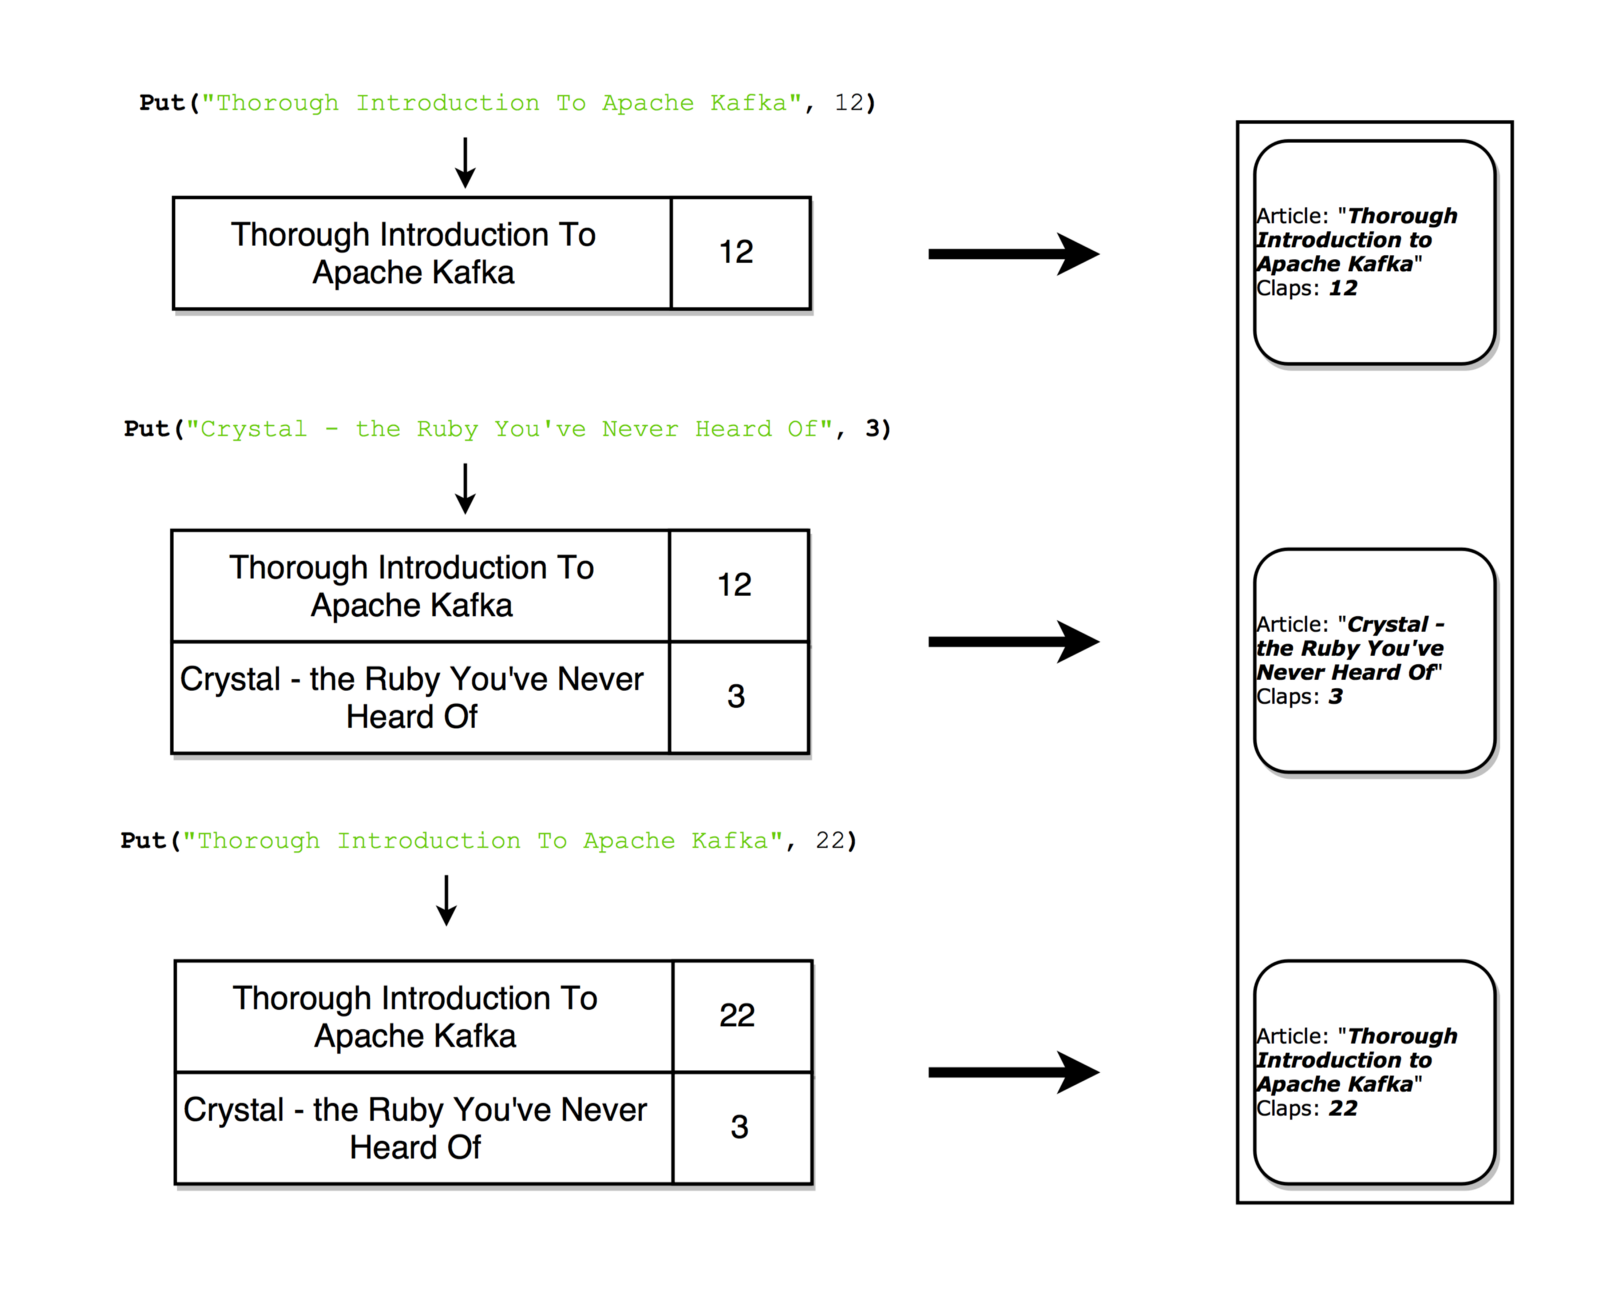 Put("Thorough Introduction To Apache Kafka", 12)
Thorough Introduction To
Apache Kafka
12
Article: "Thorough
Introduction to
Apache Kafka"
Claps: 12
Put("Crystal - the Ruby You've Never Heard Of", 3)
Thorough Introduction To
Apache Kafka
12
Crystal - the Ruby You've Never
Heard Of
3
Article: "Crystal -
the Ruby You've
Never Heard Of"
Claps: 3
Put("Thorough Introduction To Apache Kafka", 22)
Thorough Introduction To
Apache Kafka
22
Crystal - the Ruby You've Never
Heard Of
3
Article: "Thorough
Introduction to
Apache Kafka"
Claps: 22